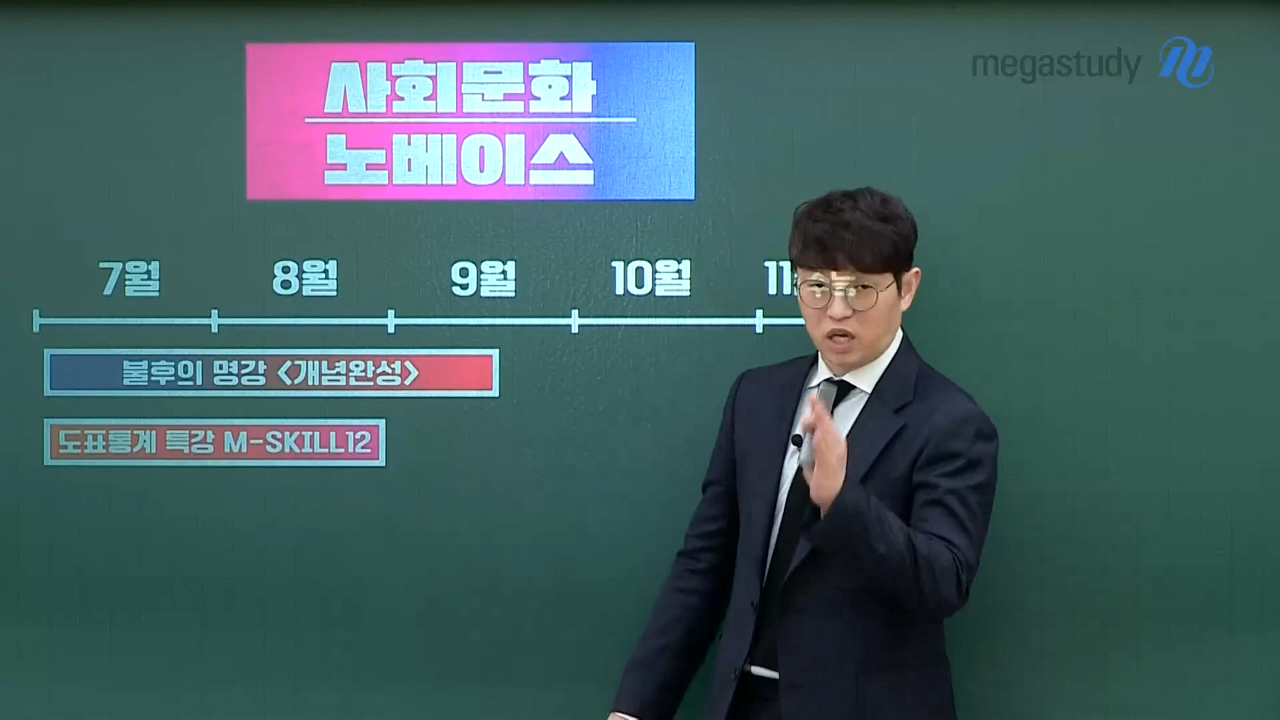 megastudy
사회문화
노베이스
7월 8월 9월 10월 11
불후의 명강 <개념완성>
도표통계 특강 M-SKILL12